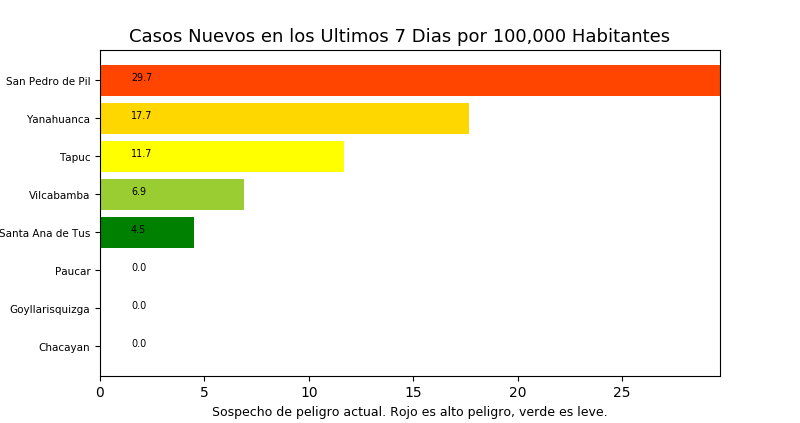 Casos Nuevos en los Ultimos 7 Dias por 100,000 Habitantes
San Pedro de Pil 29.7
Yanahuanca 17.7
Tapuc 11.7
Vilcabamba 6.9
Santa Ana de Tus 4.5
Paucar 0.0
Goyllarisquizga 0.0
Chacayan 0.0
0 5 10 15 20 25
Sospecho de peligro actual. Rojo es alto peligro, verde es leve.